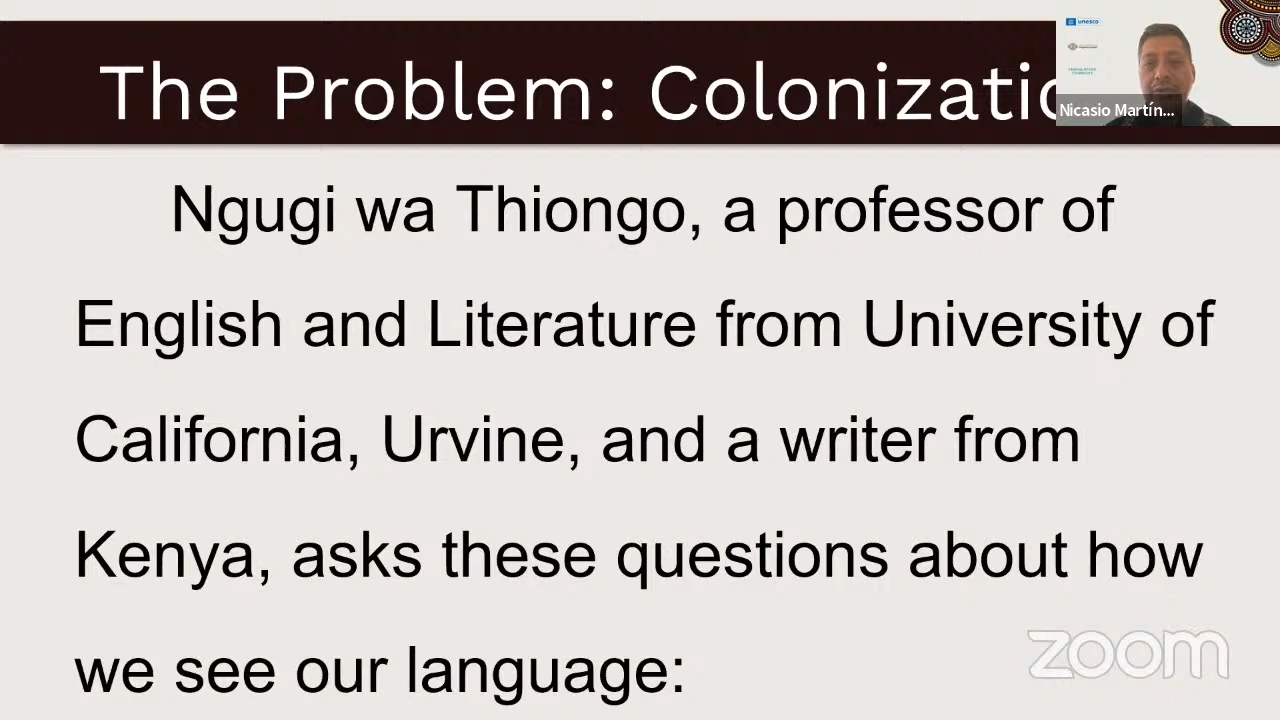 The Problem: Colonizatio
unesco
Nicasio Martín...
Ngugi wa Thiongo, a professor of
English and Literature from University of
California, Urvine, and a writer from
Kenya, asks these questions about how
we see our language:
zoom